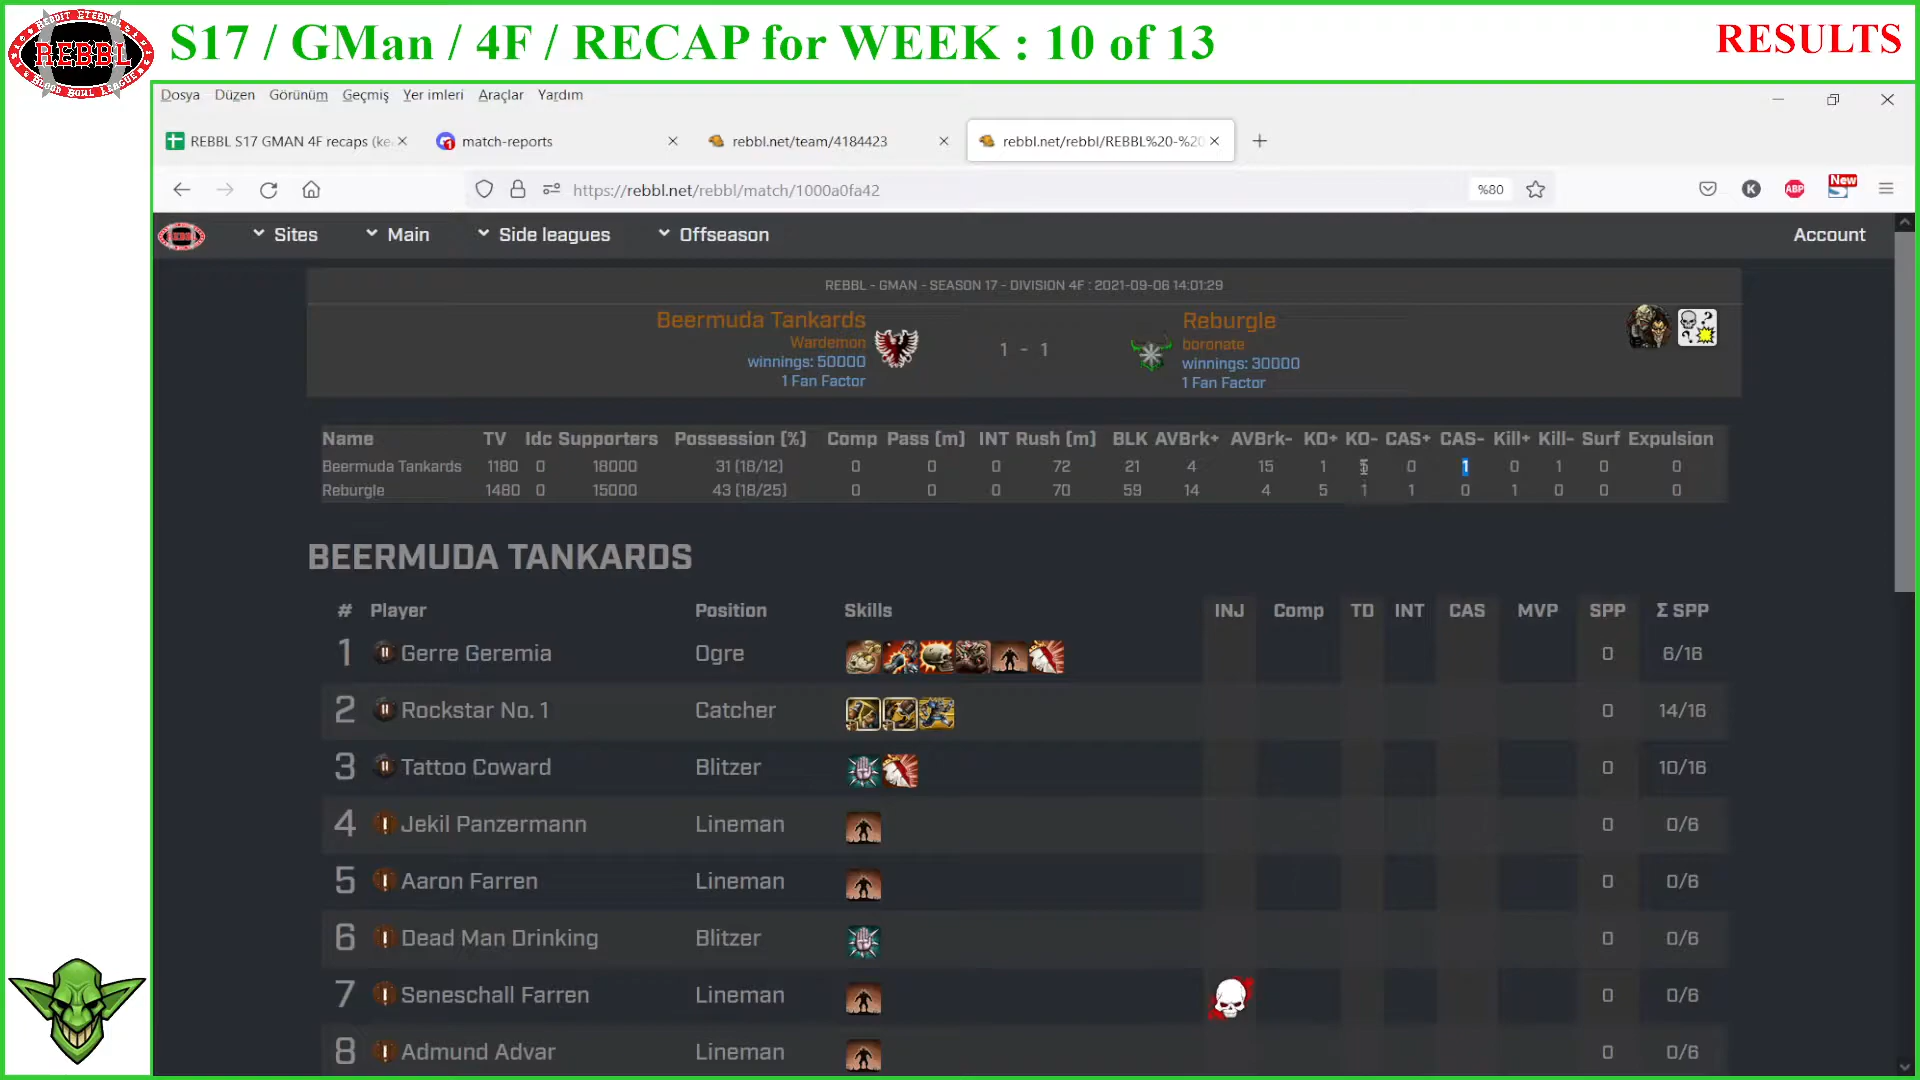 REDDIT ETERNAL
REBBL
BLOOD BOWL LEAGUE
S17 / GMan / 4F / RECAP for WEEK : 10 of 13
RESULTS
Dosya Düzen Görünüm Geçmiş Yer imleri Araçlar Yardım
REBBL S17 GMAN 4F recaps (ke
match-reports
rebbl.net/team/4184423
rebbl.net/rebbl/REBBL%20-%20
https://rebbl.net/rebbl/match/1000a0fa42
%80
K
ABP
New
Sites Main Side leagues Offseason Account
REBBL - GMAN - SEASON 17 - DIVISION 4F : 2021-09-06 14:01:29
Beermuda Tankards
Wardemon
winnings: 50000
1 Fan Factor
1 - 1
Reburgle
boronate
winnings: 30000
1 Fan Factor
Name TV Idc Supporters Possession (%) Comp Pass (m) INT Rush (m) BLK AVBrk+ AVBrk- KO+ KO- CAS+ CAS- Kill+ Kill- Surf Expulsion
Beermuda Tankards 1180 0 18000 31 (18/12) 0 0 0 72 21 4 15 1 0 1 0 1 0 0
Reburgle 1480 0 15000 43 (18/25) 0 0 0 70 59 14 4 5 1 1 0 1 0 0 0
BEERMUDA TANKARDS
# Player Position Skills INJ Comp TD INT CAS MVP SPP Σ SPP
1 Gerre Geremia Ogre 0 6/16
2 Rockstar No. 1 Catcher 0 14/16
3 Tattoo Coward Blitzer 0 10/16
4 Jekil Panzermann Lineman 0 0/6
5 Aaron Farren Lineman 0 0/6
6 Dead Man Drinking Blitzer 0 0/6
7 Seneschall Farren Lineman 0 0/6
8 Admund Advar Lineman 0 0/6